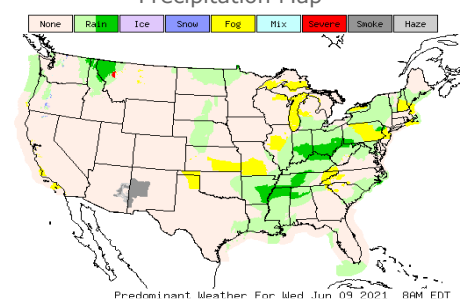 Precipitation Map
None Rain Ice Snow Fog Mix Severe Smoke Haze
Predominant Weather For Wed Jun 09 2021 8AM EDT